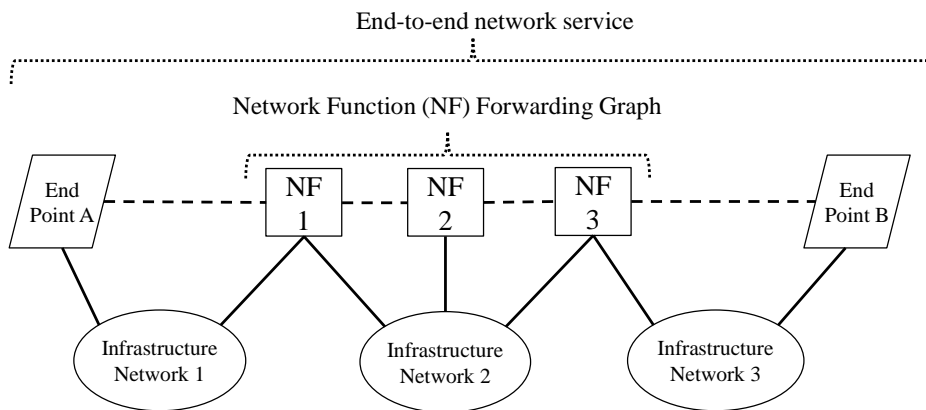 End-to-end network service
Network Function (NF) Forwarding Graph
End
Point A
NF
1
NF
2
NF
3
End
Point B
Infrastructure
Network 1
Infrastructure
Network 2
Infrastructure
Network 3